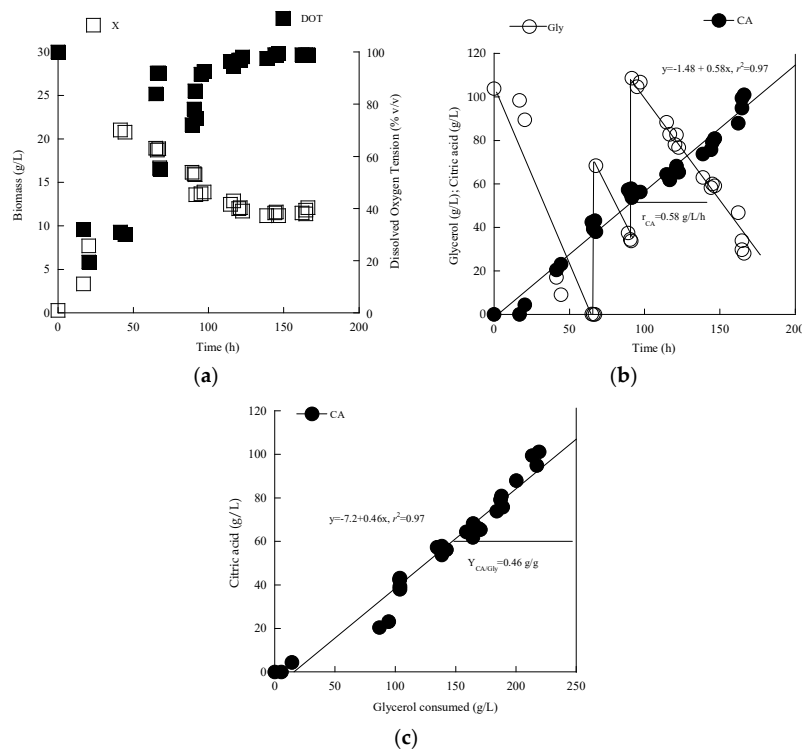 X
DOT
30
25
20
15
10
5
0
100
80
60
40
20
0
0
50
100
150
200
Biomass (g/L)
Dissolved Oxygen Tension (% v/v)
Time (h)
(a)
Gly
CA
120
100
80
60
40
20
0
0
50
100
150
200
Glycerol (g/L); Citric acid (g/L)
y=-1.48 + 0.58x, r²=0.97
r_CA=0.58 g/L/h
Time (h)
(b)
CA
120
100
80
60
40
20
0
0
50
100
150
200
250
Citric acid (g/L)
y=-7.2+0.46x, r²=0.97
Y_CA/Gly=0.46 g/g
Glycerol consumed (g/L)
(c)